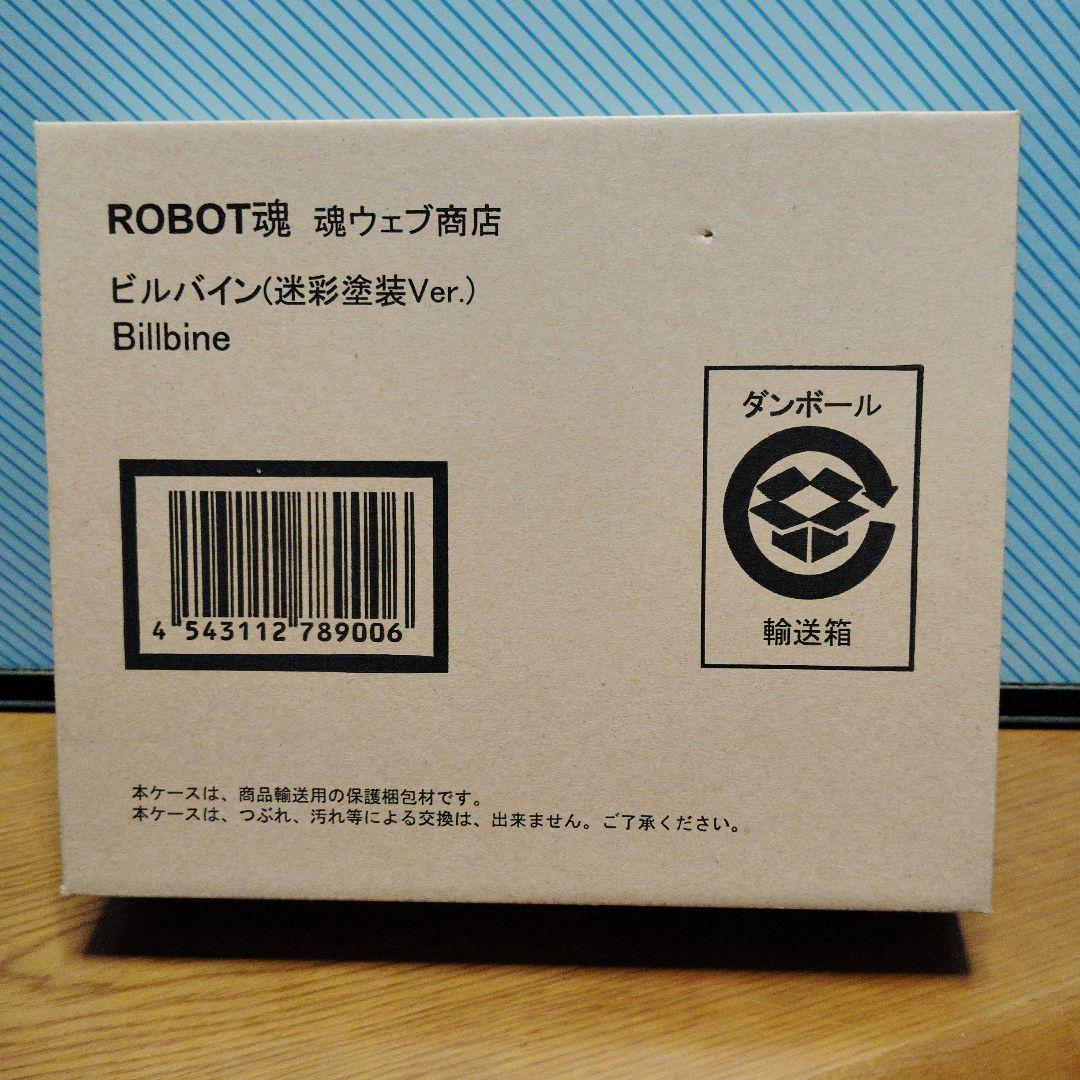 ROBOT魂 魂ウェブ商店
ビルバイン(迷彩塗装Ver.)
Billbine
ダンボール
輸送箱
4 543112 789006
本ケースは、商品輸送用の保護梱包材です。
本ケースは、つぶれ、汚れ等による交換は、出来ません。ご了承ください。